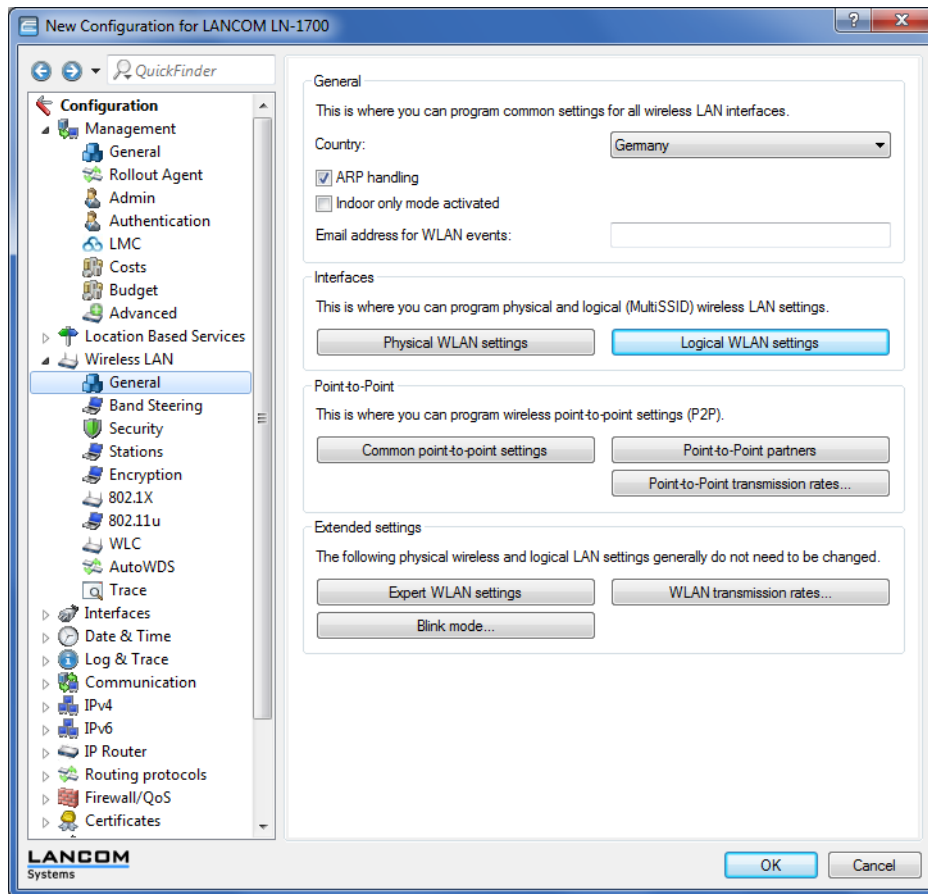 New Configuration for LANCOM LN-1700
QuickFinder
Configuration
Management
General
Rollout Agent
Admin
Authentication
LMC
Costs
Budget
Advanced
Location Based Services
Wireless LAN
General
Band Steering
Security
Stations
Encryption
802.1X
802.11u
WLC
AutoWDS
Trace
Interfaces
Date & Time
Log & Trace
Communication
IPv4
IPv6
IP Router
Routing protocols
Firewall/QoS
Certificates
General
This is where you can program common settings for all wireless LAN interfaces.
Country: Germany
ARP handling
Indoor only mode activated
Email address for WLAN events:
Interfaces
This is where you can program physical and logical (MultiSSID) wireless LAN settings.
Physical WLAN settings Logical WLAN settings
Point-to-Point
This is where you can program wireless point-to-point settings (P2P).
Common point-to-point settings Point-to-Point partners
Point-to-Point transmission rates...
Extended settings
The following physical wireless and logical LAN settings generally do not need to be changed.
Expert WLAN settings WLAN transmission rates...
Blink mode...
LANCOM
Systems
OK Cancel